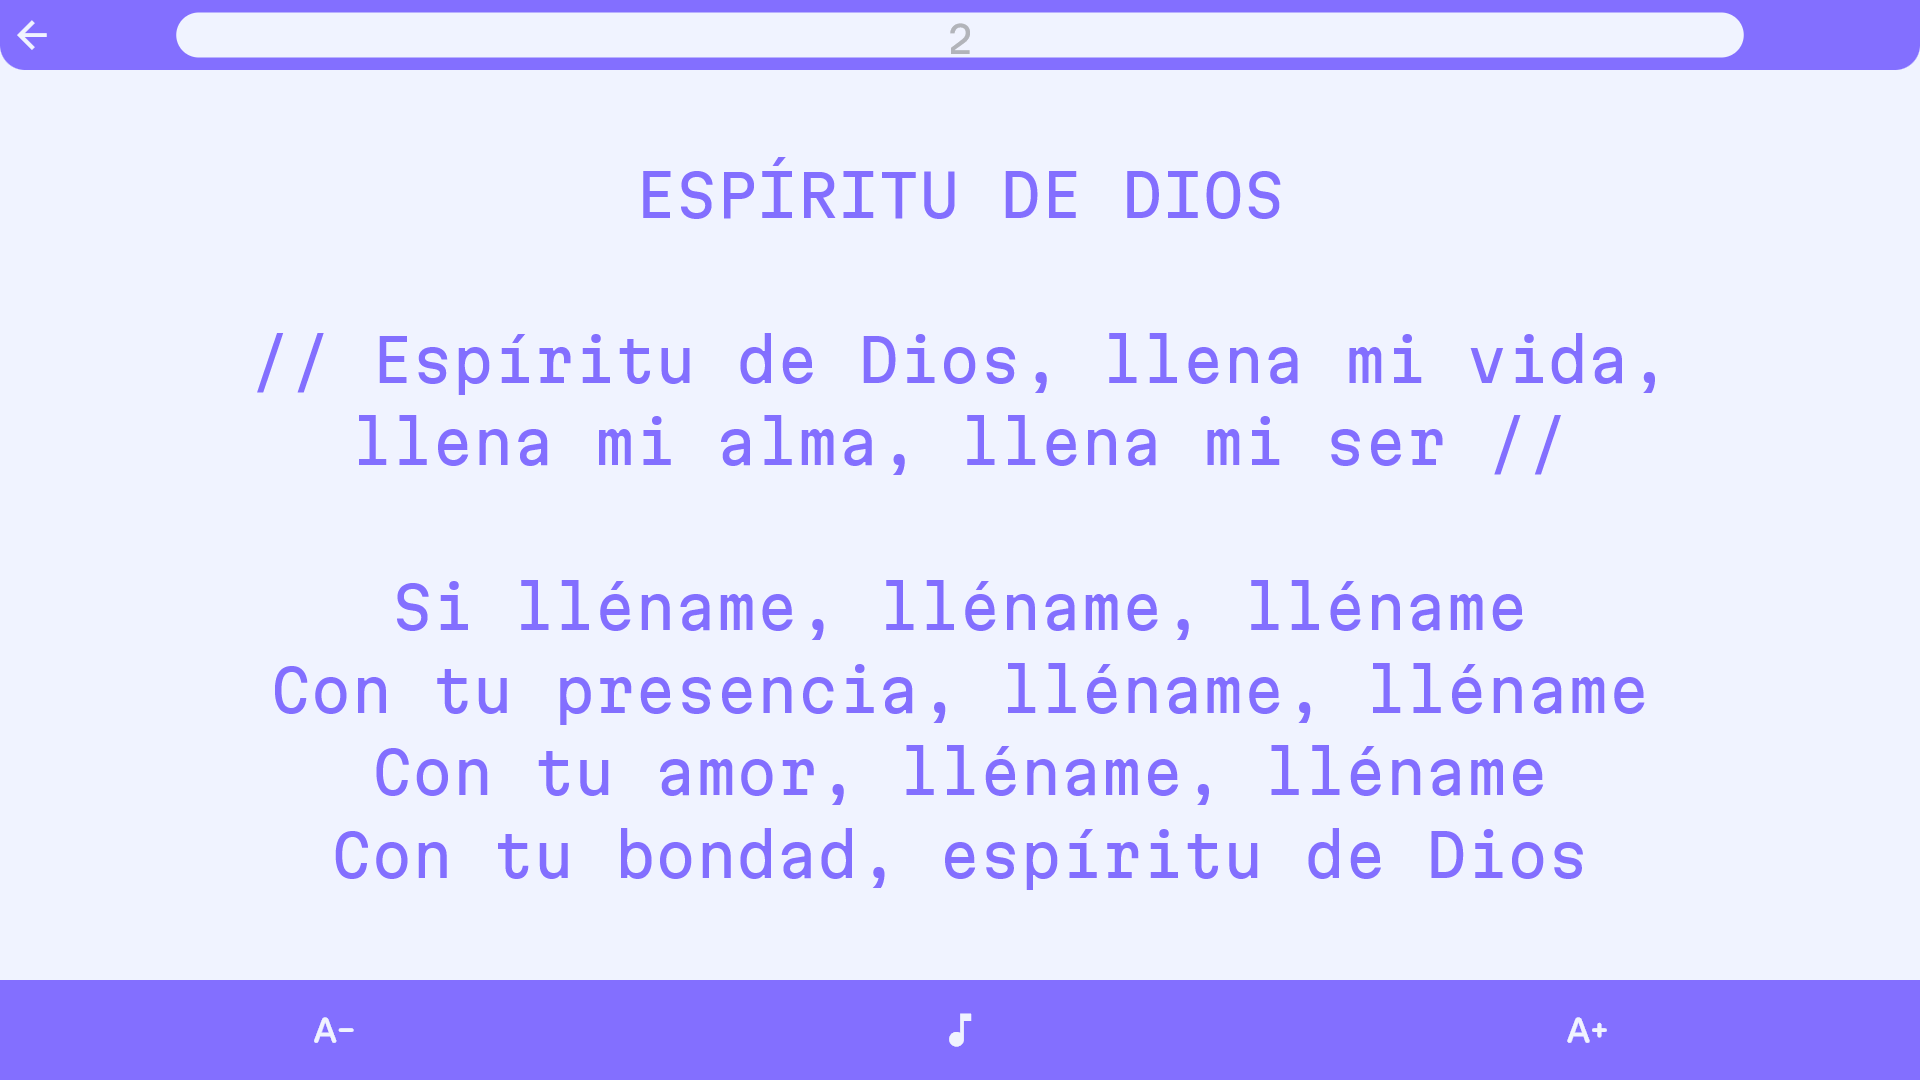 2
ESPÍRITU DE DIOS
// Espíritu de Dios, llena mi vida,
llena mi alma, llena mi ser //
Si lléname, lléname, lléname
Con tu presencia, lléname, lléname
Con tu amor, lléname, lléname
Con tu bondad, espíritu de Dios
A- A+